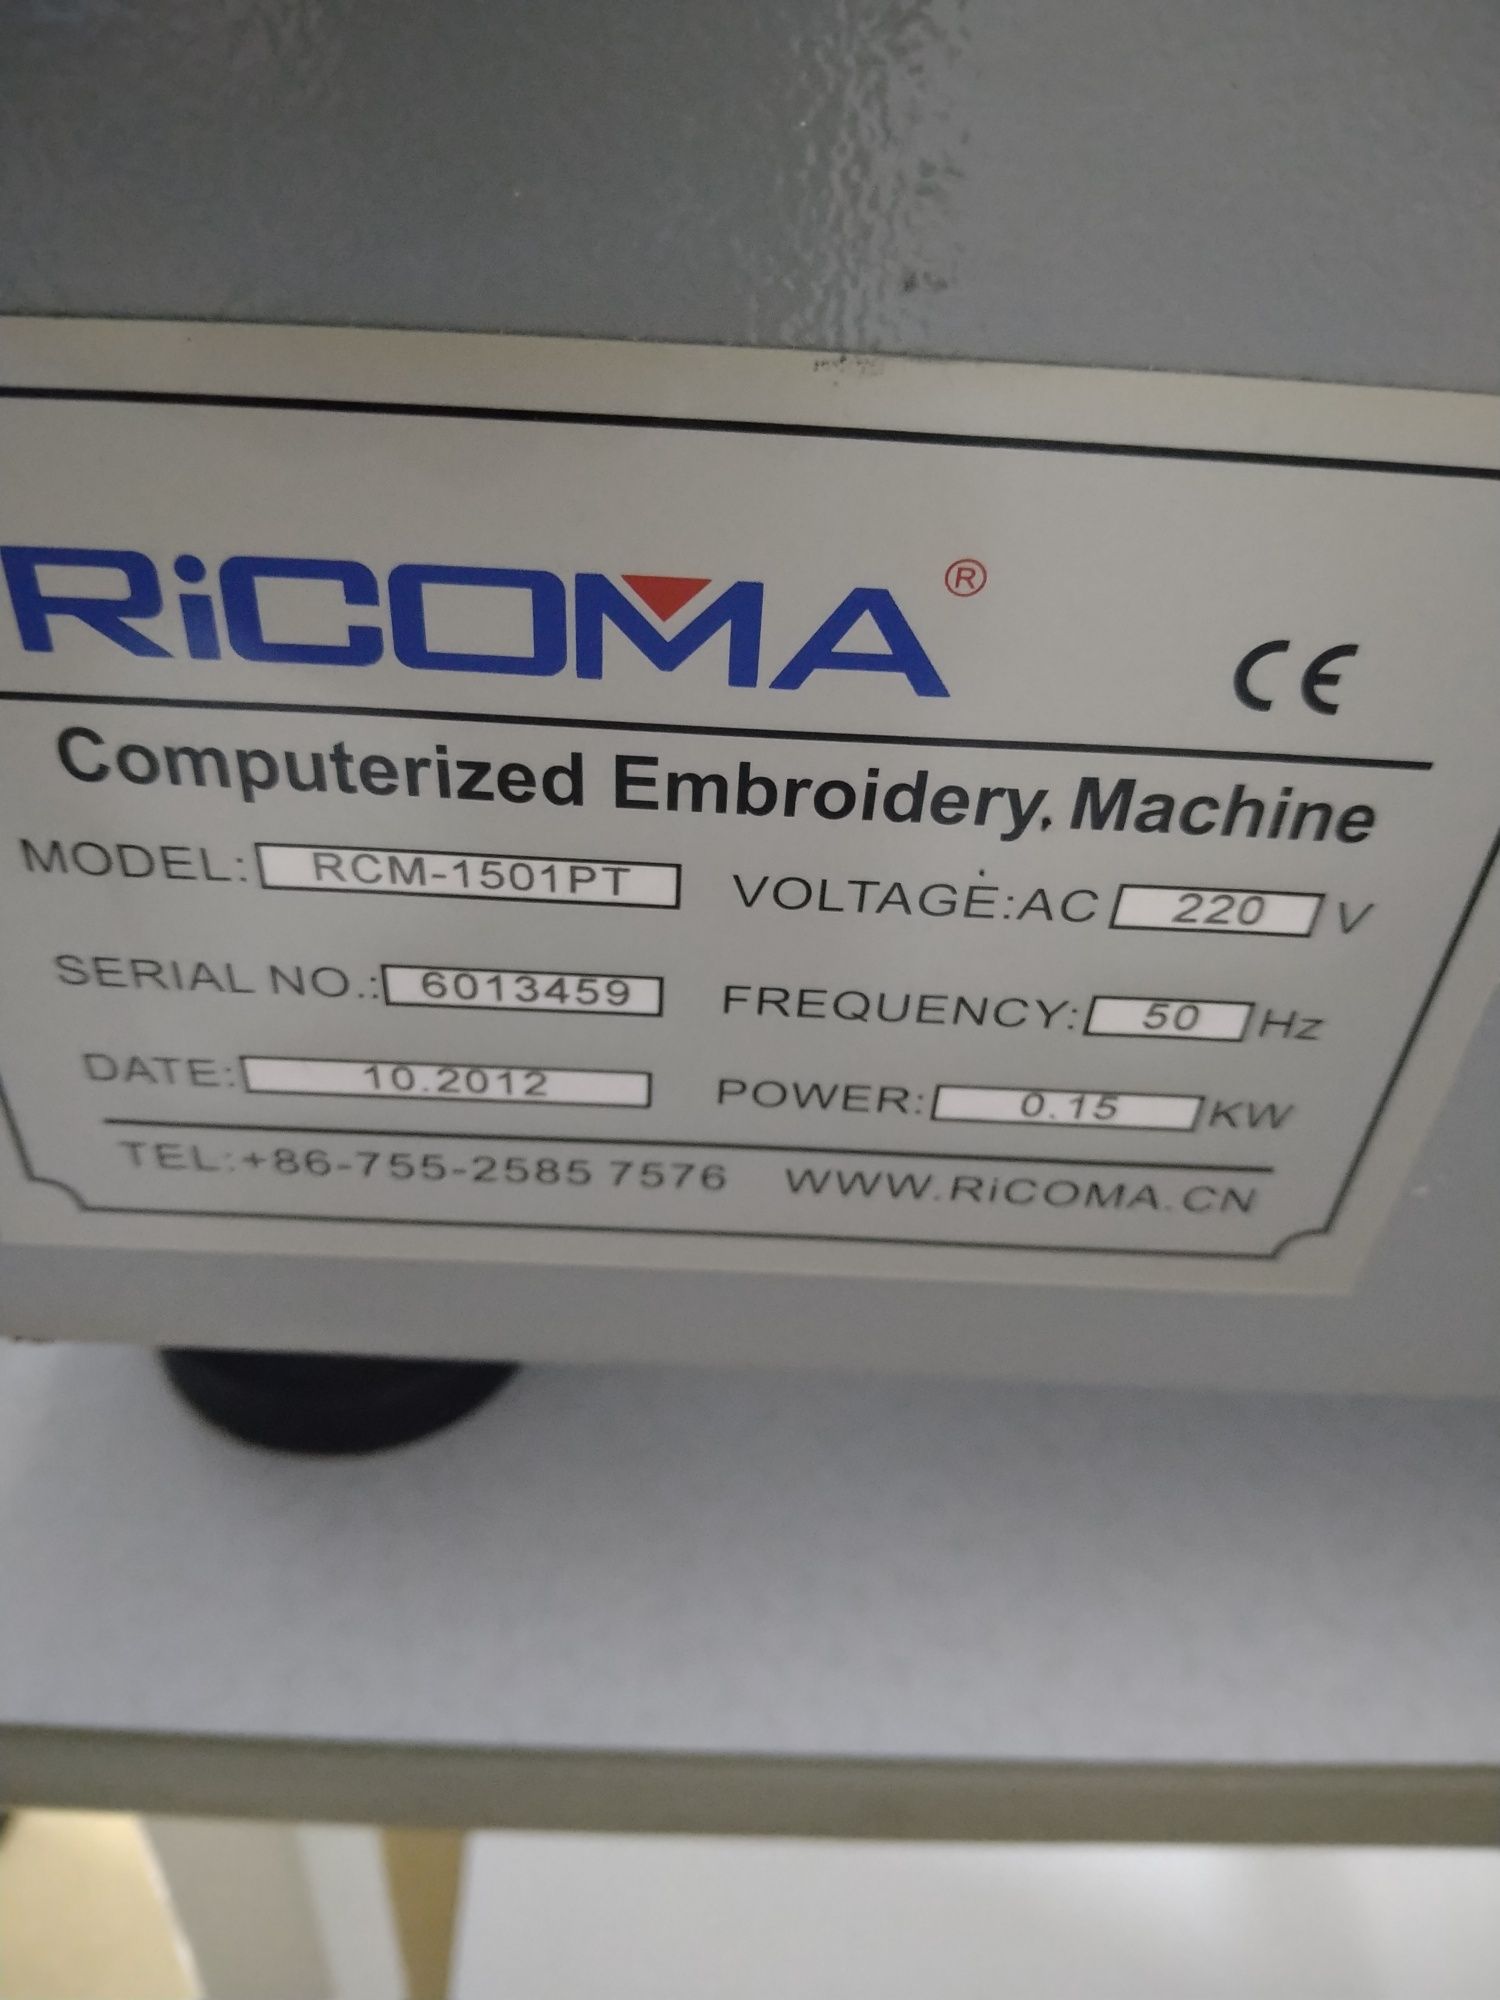 RiCOMA®
CE
Computerized Embroidery Machine
MODEL: RCM-1501PT VOLTAGE:AC 220 V
SERIAL NO.: 6013459 FREQUENCY: 50 Hz
DATE: 10.2012 POWER: 0.15 KW
TEL:+86-755-2585 7576 WWW.RiCOMA.CN